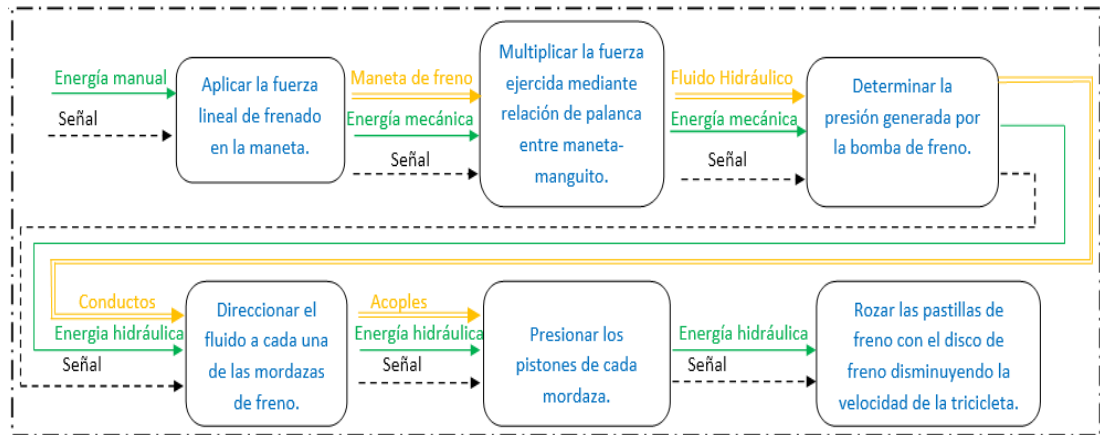 Energía manual
Señal
Aplicar la fuerza
lineal de frenado
en la maneta.
Maneta de freno
Energía mecánica
Señal
Multiplicar la fuerza
ejercida mediante
relación de palanca
entre maneta-
manguito.
Fluido Hidráulico
Energía mecánica
Señal
Determinar la
presión generada por
la bomba de freno.
Conductos
Energia hidráulica
Señal
Direccionar el
fluido a cada una
de las mordazas
de freno.
Acoples
Energía hidráulica
Señal
Presionar los
pistones de cada
mordaza.
Energía hidráulica
Señal
Rozar las pastillas de
freno con el disco de
freno disminuyendo la
velocidad de la tricicleta.